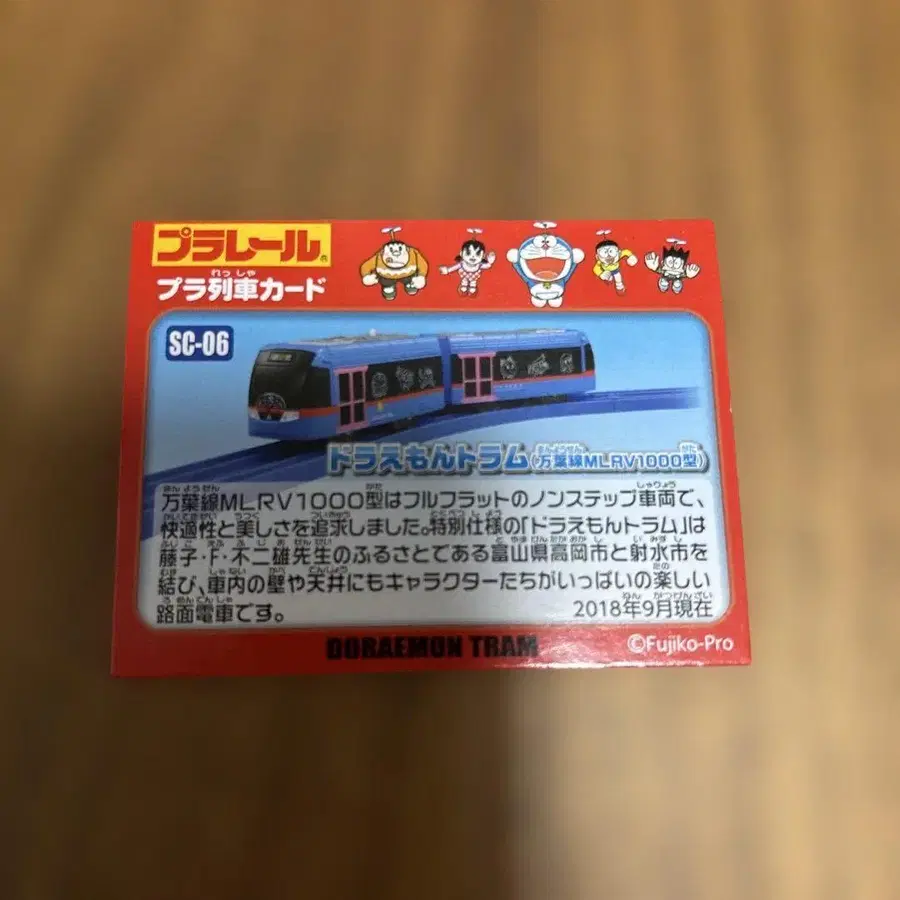 プラレール®
れっしゃ
プラ列車カード
SC-06
ドラえもんトラム(万葉線MLRV1000型)
万葉線MLRV1000型はフルフラットのノンステップ車両で、
快適性と美しさを追求しました。特別仕様の「ドラえもんトラム」は
藤子・F・不二雄先生のふるさとである富山県高岡市と射水市を
結び、車内の壁や天井にもキャラクターたちがいっぱいの楽しい
路面電車です。 2018年9月現在
DORAEMON TRAM
©Fujiko-Pro